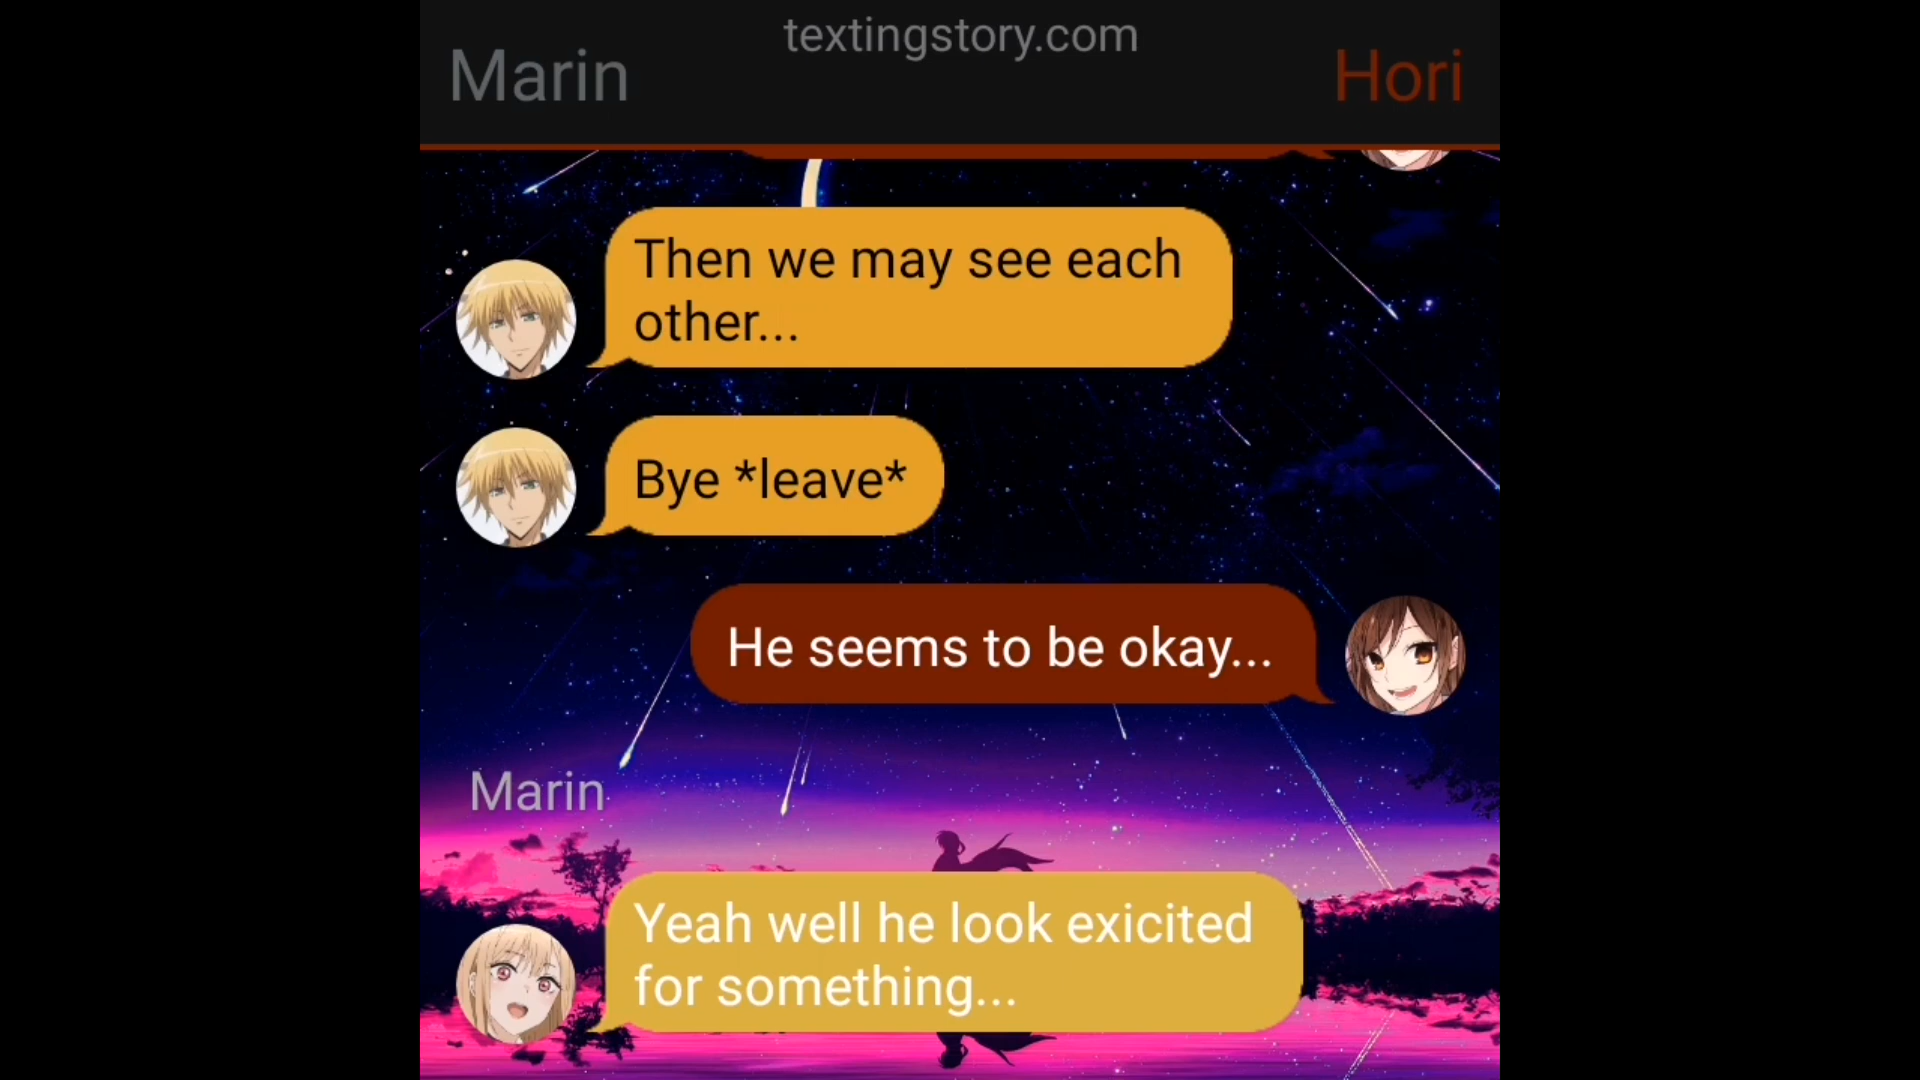 textingstory.com
Marin
Hori
Then we may see each
other...
Bye *leave*
He seems to be okay...
Marin
Yeah well he look exicited
for something...